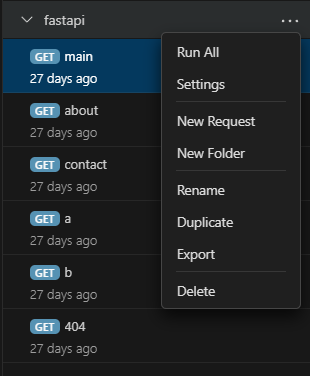 fastapi
GET main
27 days ago
GET about
27 days ago
GET contact
27 days ago
GET a
27 days ago
GET b
27 days ago
GET 404
27 days ago
Run All
Settings
New Request
New Folder
Rename
Duplicate
Export
Delete